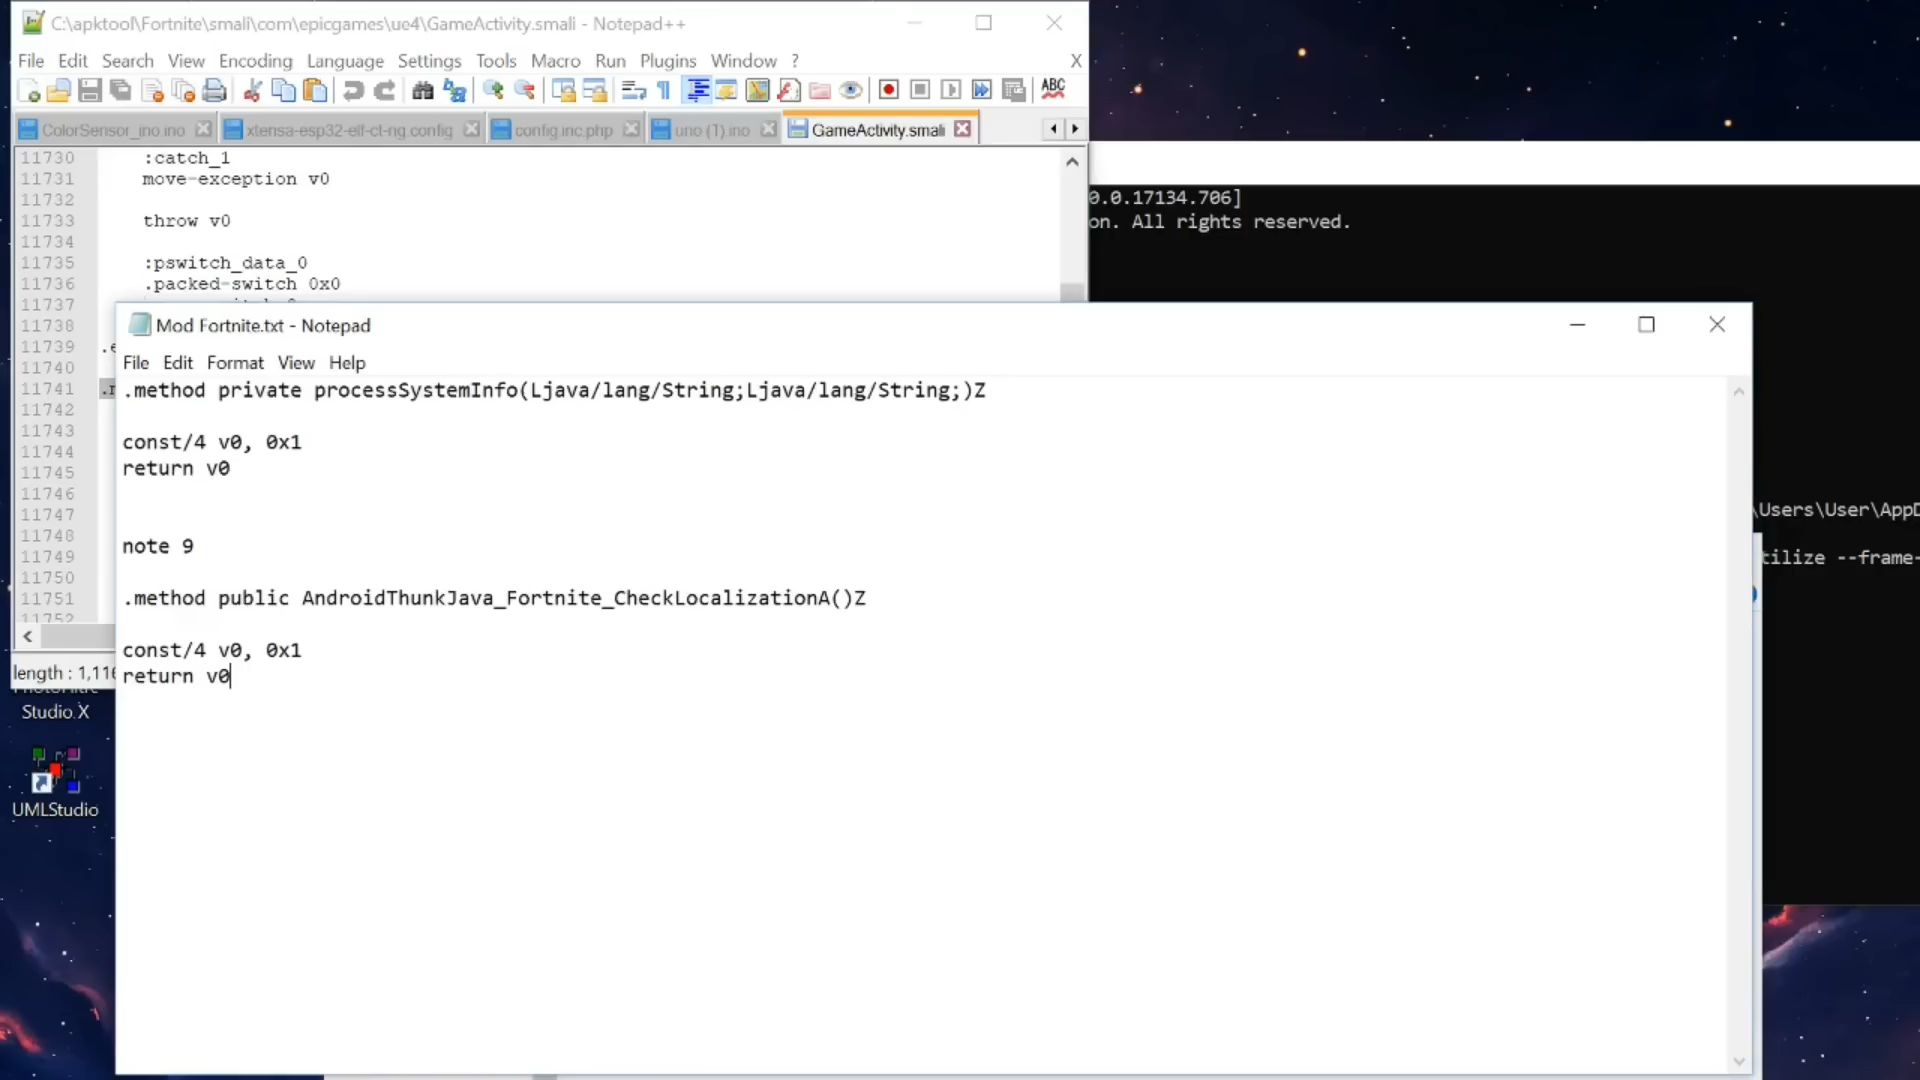 C:\apktool\Fortnite\smali\com\epicgames\ue4\GameActivity.smali - Notepad++
File Edit Search View Encoding Language Settings Tools Macro Run Plugins Window ? X
ABC
ColorSensor_ino.ino xtensa-esp32-elf-ct-ng.config config.inc.php uno (1).ino GameActivity.smali
11730 :catch_1
11731 move-exception v0
11732
11733 throw v0
11734
11735 :pswitch_data_0
11736 .packed-switch 0x0
11737
11738
11739 .e
11740
11741
11742
11743
11744
11745
11746
11747
11748
11749
11750
11751
11752
length : 1,116
0.0.17134.706]
on. All rights reserved.
\Users\User\AppD
tilize --frame-
Mod Fortnite.txt - Notepad
File Edit Format View Help
.method private processSystemInfo(Ljava/lang/String;Ljava/lang/String;)Z
const/4 v0, 0x1
return v0
note 9
.method public AndroidThunkJava_Fortnite_CheckLocalizationA()Z
const/4 v0, 0x1
return v0
Studio X
UMLStudio